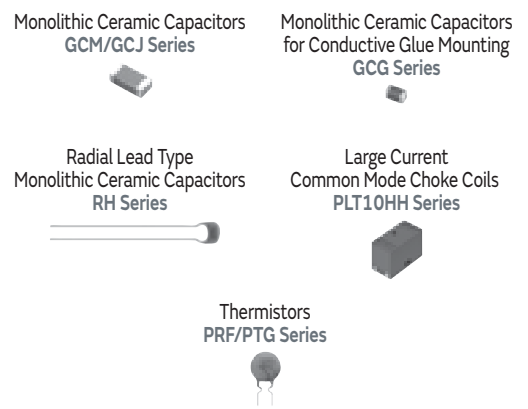 Monolithic Ceramic Capacitors
GCM/GCJ Series
Monolithic Ceramic Capacitors
for Conductive Glue Mounting
GCG Series
Radial Lead Type
Monolithic Ceramic Capacitors
RH Series
Large Current
Common Mode Choke Coils
PLT10HH Series
Thermistors
PRF/PTG Series